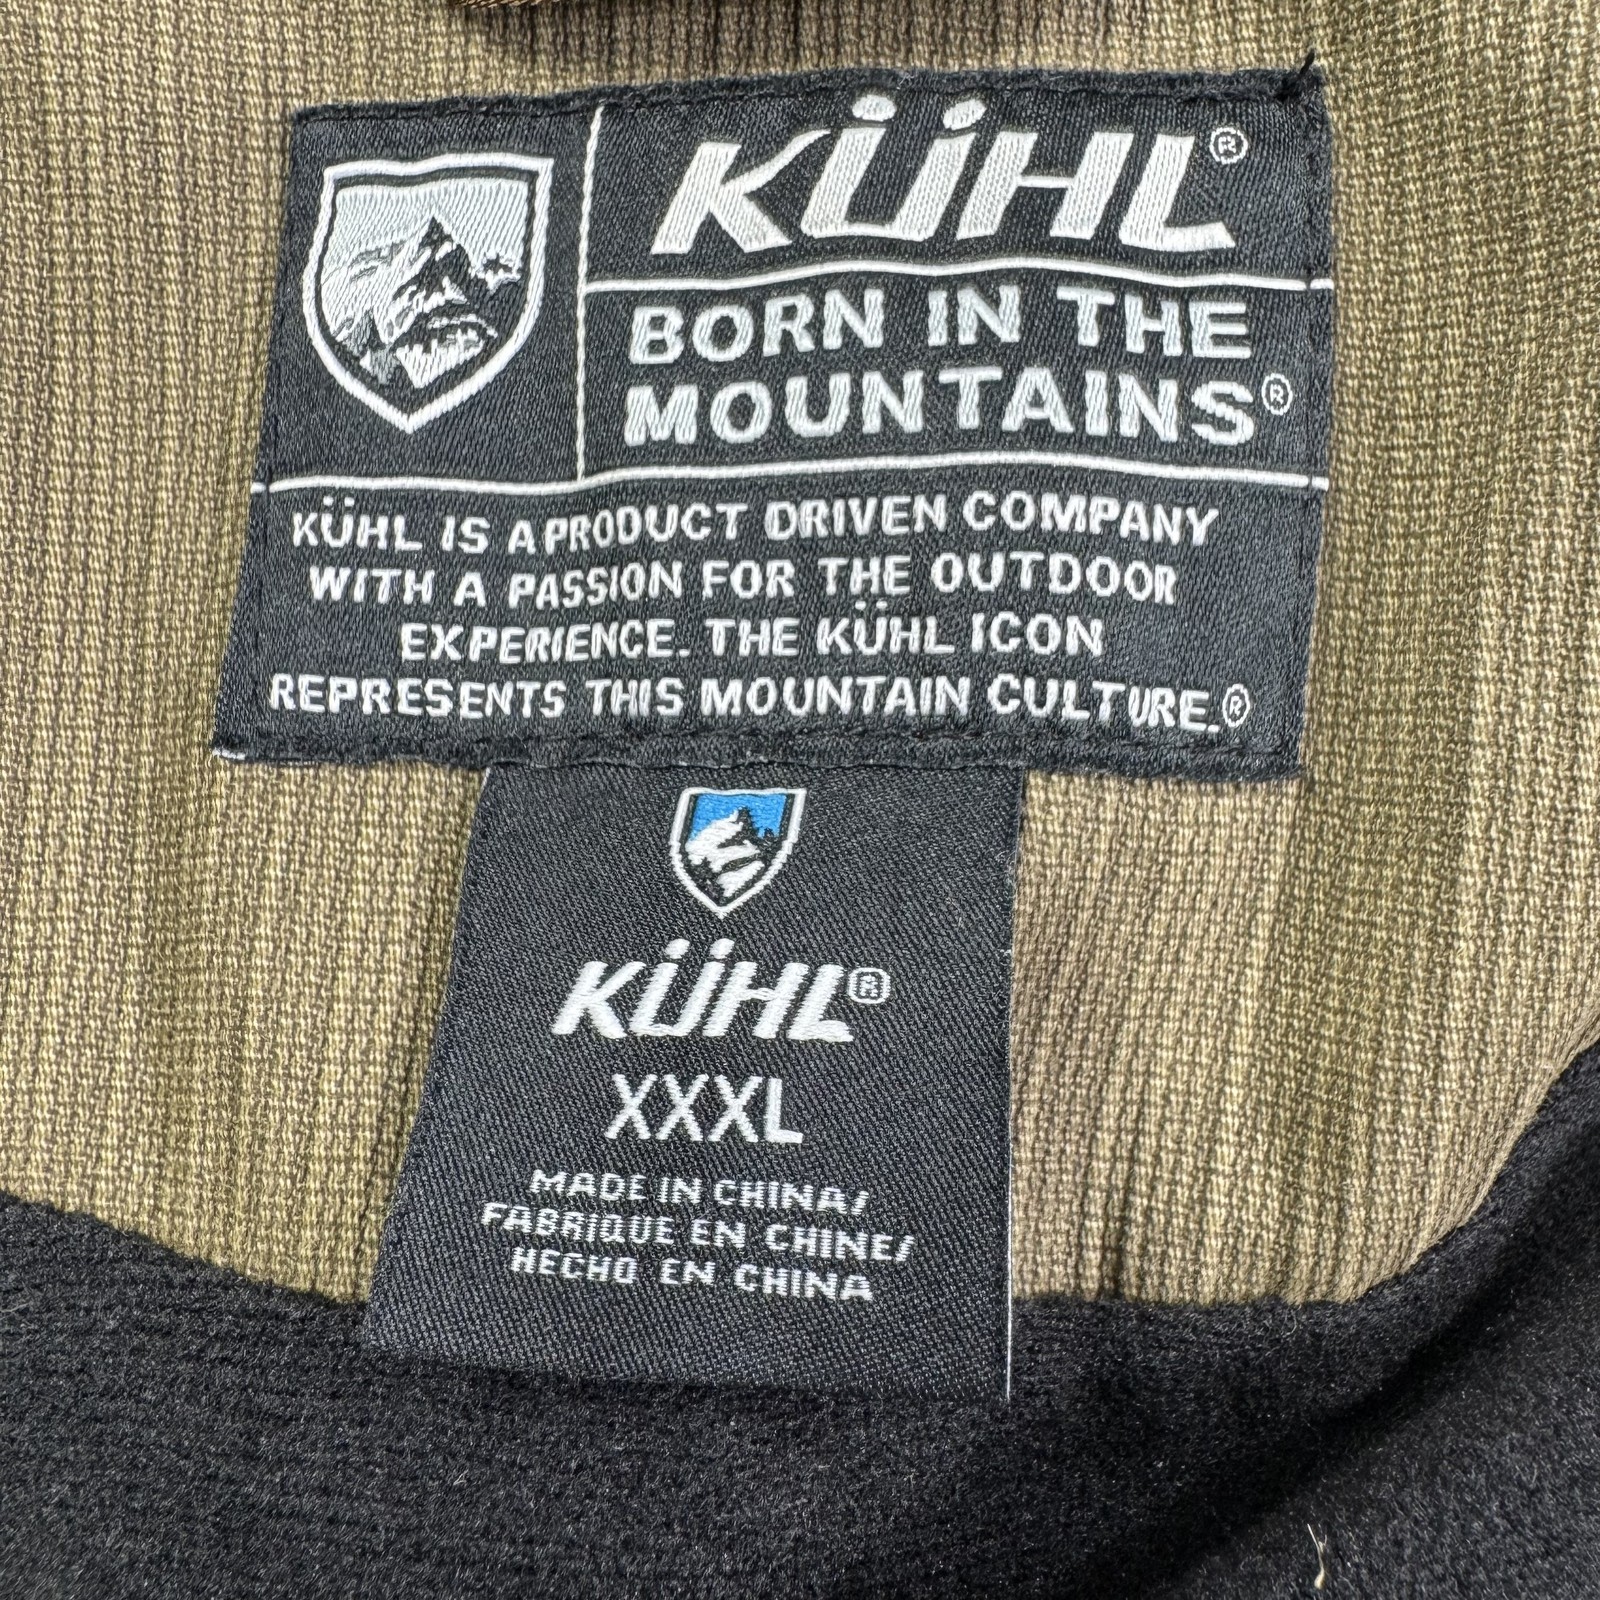 KÜHL®
BORN IN THE
MOUNTAINS®
KÜHL IS A PRODUCT DRIVEN COMPANY
WITH A PASSION FOR THE OUTDOOR
EXPERIENCE. THE KÜHL ICON
REPRESENTS THIS MOUNTAIN CULTURE.®
KÜHL®
XXXL
MADE IN CHINA/
FABRIQUE EN CHINE/
HECHO EN CHINA